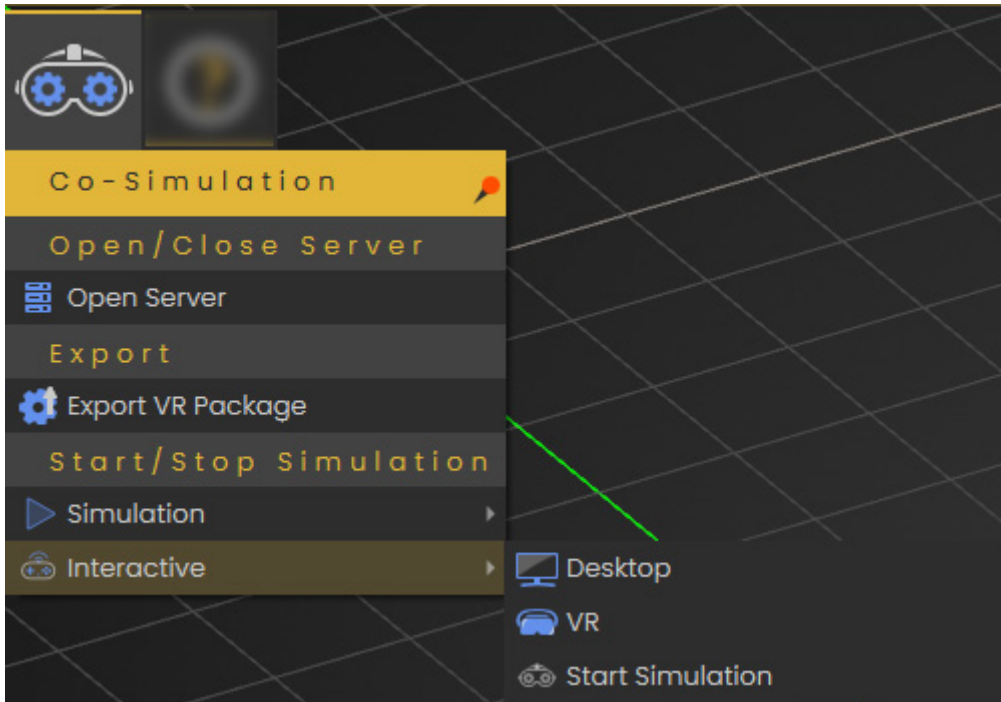 Co-Simulation
Open/Close Server
Open Server
Export
Export VR Package
Start/Stop Simulation
Simulation
Interactive
Desktop
VR
Start Simulation